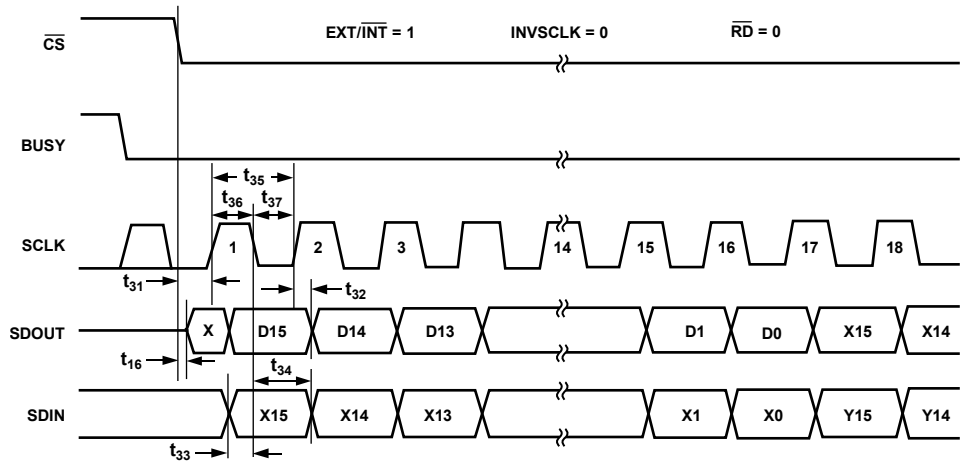 EXT/INT = 1 INVSCLK = 0 RD = 0
CS
BUSY
t35
t36 t37
SCLK 1 2 3 14 15 16 17 18
t31 t32
SDOUT X D15 D14 D13 D1 D0 X15 X14
t16 t34
SDIN X15 X14 X13 X1 X0 Y15 Y14
t33